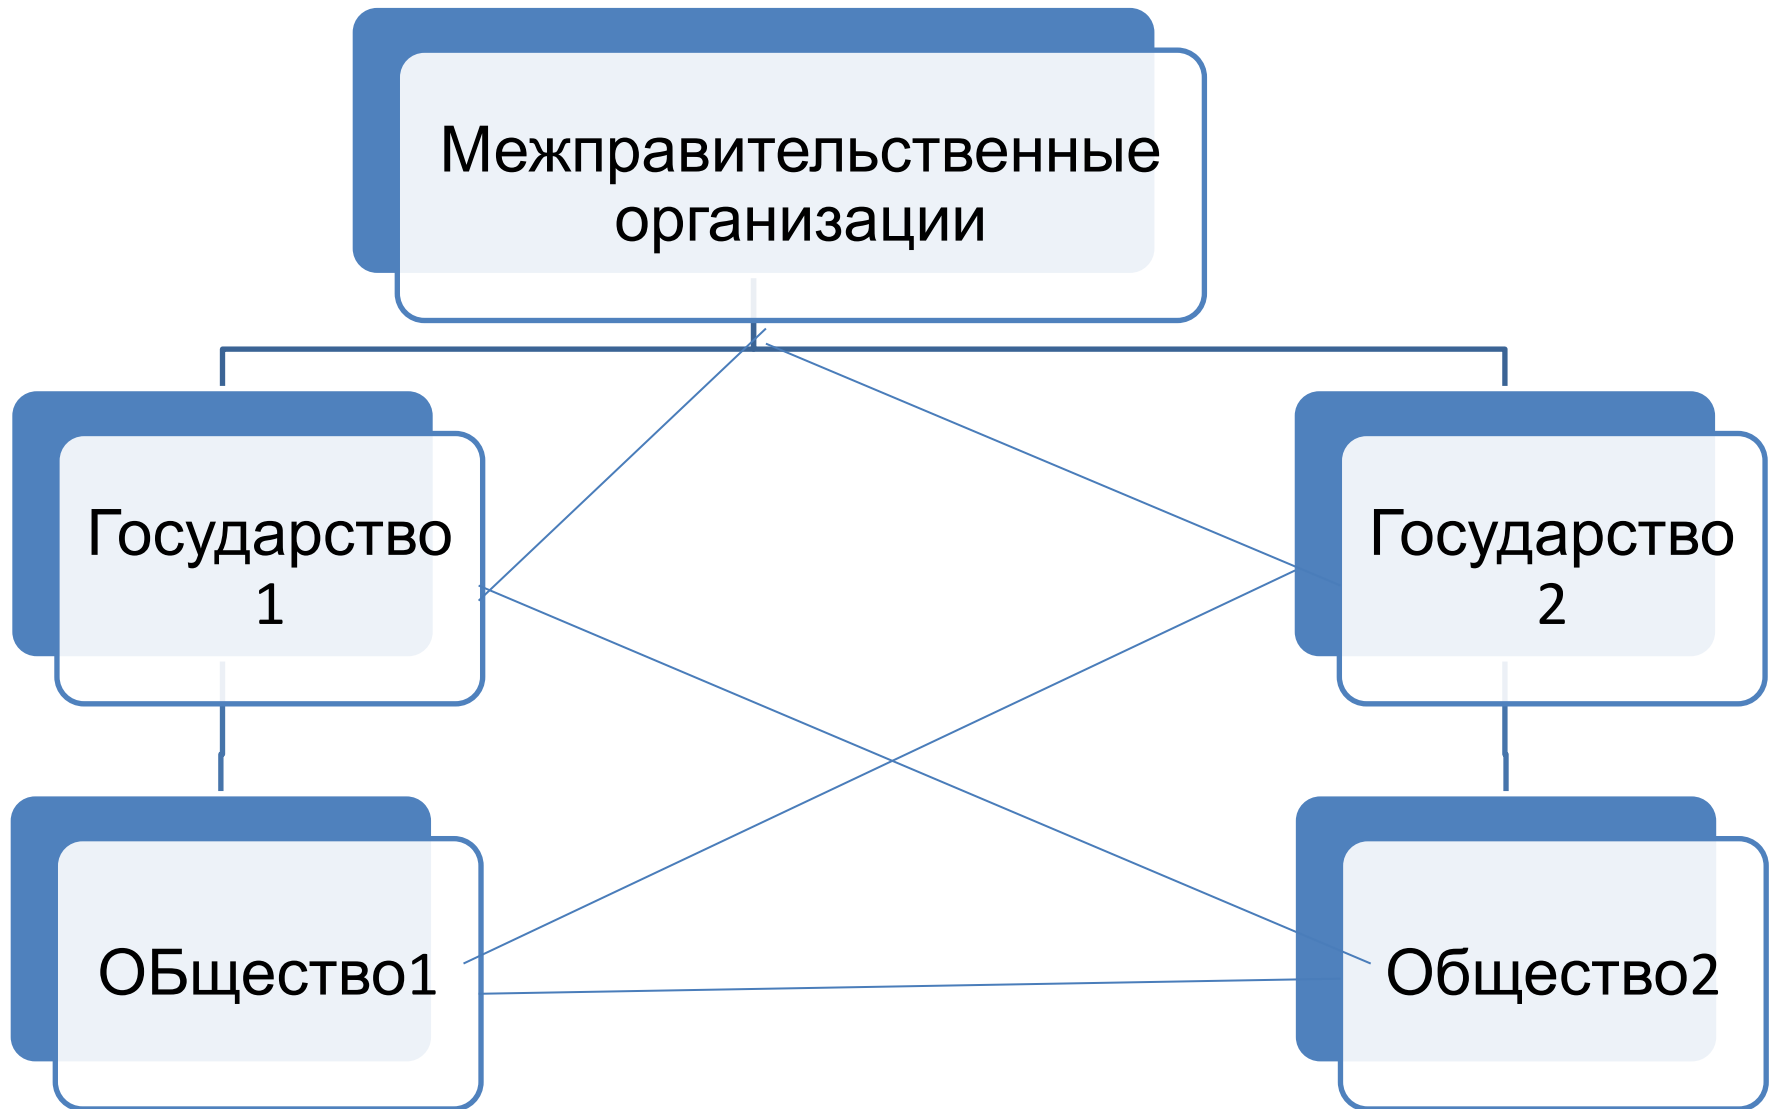 Межправительственные
организации
Государство
1
Государство
2
ОБщество1
Общество2